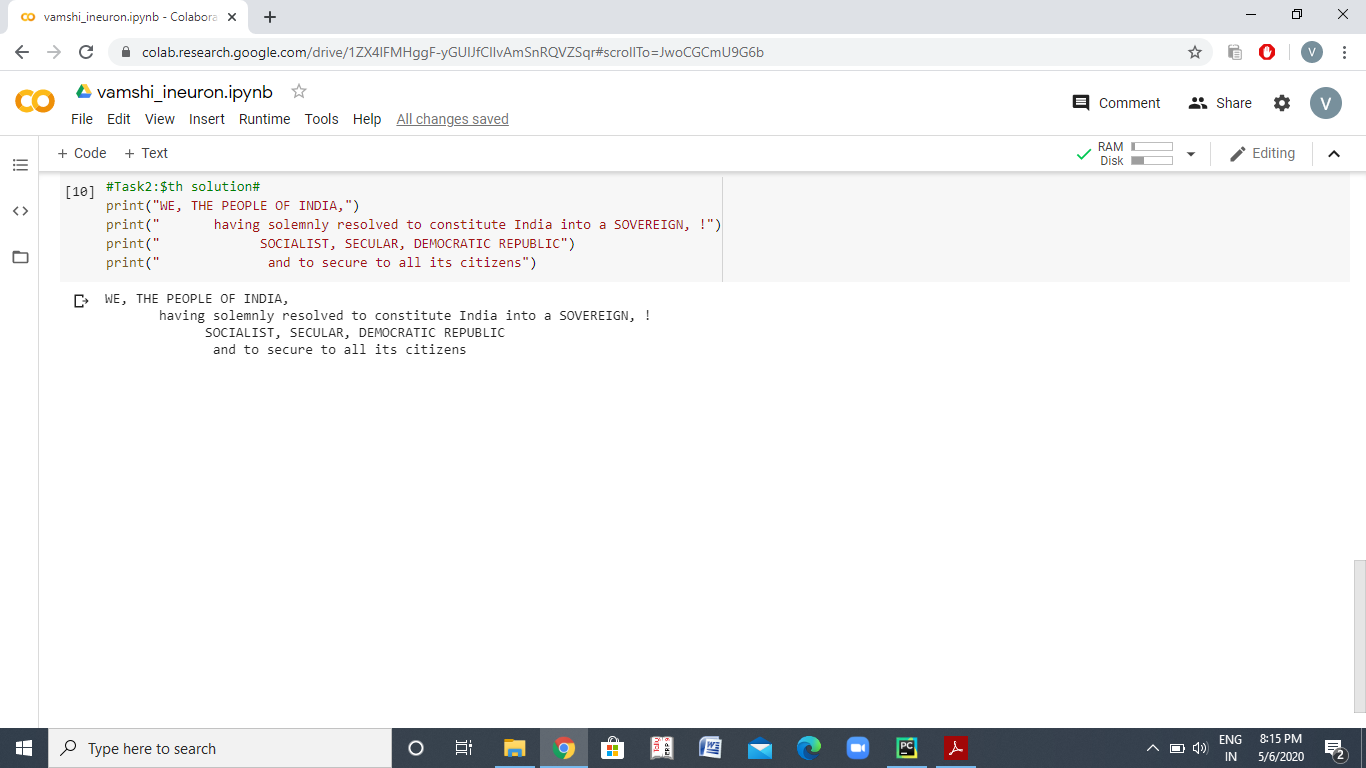 vamshi_ineuron.ipynb - Colabora
colab.research.google.com/drive/1ZX4IFMHggF-yGUIJfCIIvAmSnRQVZSqr#scrollTo=JwoCGCmU9G6b
V
vamshi_ineuron.ipynb
Comment Share V
File Edit View Insert Runtime Tools Help All changes saved
+ Code + Text
RAM
Disk
Editing
[10] #Task2:$th solution#
print("WE, THE PEOPLE OF INDIA,")
print("       having solemnly resolved to constitute India into a SOVEREIGN, !")
print("             SOCIALIST, SECULAR, DEMOCRATIC REPUBLIC")
print("              and to secure to all its citizens")
WE, THE PEOPLE OF INDIA,
       having solemnly resolved to constitute India into a SOVEREIGN, !
             SOCIALIST, SECULAR, DEMOCRATIC REPUBLIC
              and to secure to all its citizens
Type here to search
PC
ENG
IN
8:15 PM
5/6/2020
2